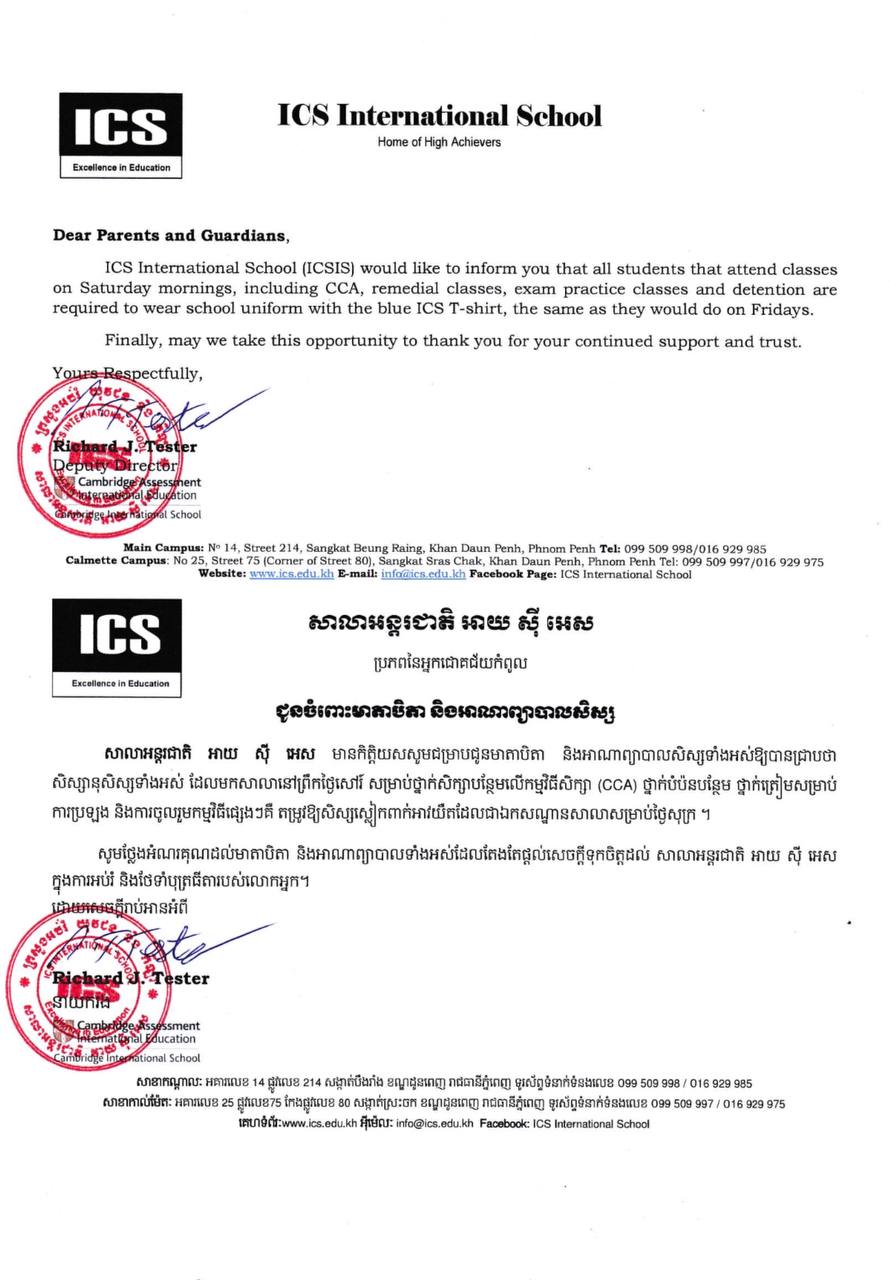 ICS
Excellence in Education
ICS International School
Home of High Achievers
Dear Parents and Guardians,
ICS International School (ICSIS) would like to inform you that all students that attend classes
on Saturday mornings, including CCA, remedial classes, exam practice classes and detention are
required to wear school uniform with the blue ICS T-shirt, the same as they would do on Fridays.
Finally, may we take this opportunity to thank you for your continued support and trust.
Yours Respectfully,
Richard J. Tester
Deputy Director
Cambridge Assessment
International Education
Cambridge International School
Main Campus: Nº 14, Street 214, Sangkat Beung Raing, Khan Daun Penh, Phnom Penh Tel: 099 509 998/016 929 985
Calmette Campus: No 25, Street 75 (Corner of Street 80), Sangkat Sras Chak, Khan Daun Penh, Phnom Penh Tel: 099 509 997/016 929 975
Website: www.ics.edu.kh E-mail: info@ics.edu.kh Facebook Page: ICS International School
ICS
Excellence in Education
សាលាអន្តរជាតិ អាយ ស៊ី អេស
ប្រភពនៃអ្នកជោគជ័យកំពូល
ជូនចំពោះមាតាបិតា និងអាណាព្យាបាលសិស្ស
សាលាអន្តរជាតិ អាយ ស៊ី អេស មានកិត្តិយសសូមជម្រាបជូនមាតាបិតា និងអាណាព្យាបាលសិស្សទាំងអស់ឱ្យបានជ្រាបថា
សិស្សានុសិស្សទាំងអស់ ដែលមកសាលានៅព្រឹកថ្ងៃសៅរ៍ សម្រាប់ថ្នាក់សិក្សាបន្ថែមលើកម្មវិធីសិក្សា (CCA) ថ្នាក់បំប៉នបន្ថែម ថ្នាក់ត្រៀមសម្រាប់
ការប្រឡង និងការចូលរួមកម្មវិធីផ្សេងៗគឺ តម្រូវឱ្យសិស្សស្លៀកពាក់អាវយឺតដែលជាឯកសណ្ឋានសាលាសម្រាប់ថ្ងៃសុក្រ ។
សូមថ្លែងអំណរគុណដល់មាតាបិតា និងអាណាព្យាបាលទាំងអស់ដែលតែងតែផ្តល់សេចក្តីទុកចិត្តដល់ សាលាអន្តរជាតិ អាយ ស៊ី អេស
ក្នុងការអប់រំ និងថែទាំបុត្រធីតារបស់លោកអ្នក។
ដោយសេចក្តីរាប់អានអំពី
Richard J. Tester
នាយករង
Cambridge Assessment
International Education
Cambridge International School
សាខាកណ្តាលៈ អគារលេខ 14 ផ្លូវលេខ 214 សង្កាត់បឹងរាំង ខណ្ឌដូនពេញ រាជធានីភ្នំពេញ ទូរស័ព្ទទំនាក់ទំនងលេខ 099 509 998 / 016 929 985
សាខាកាល់ម៉ែតៈ អគារលេខ 25 ផ្លូវលេខ75 កែងផ្លូវលេខ 80 សង្កាត់ស្រះចក ខណ្ឌដូនពេញ រាជធានីភ្នំពេញ ទូរស័ព្ទទំនាក់ទំនងលេខ 099 509 997 / 016 929 975
គេហទំព័រៈwww.ics.edu.kh អ៊ីម៉ែលៈ info@ics.edu.kh Facebook: ICS International School